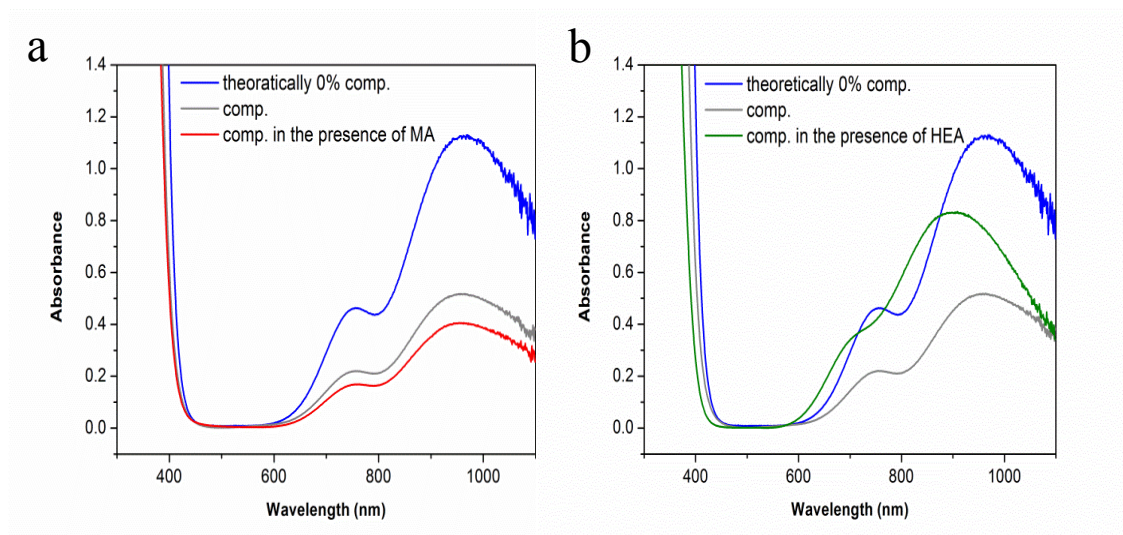 a
1.4
1.2
1.0
0.8
0.6
0.4
0.2
0.0
Absorbance
theoratically 0% comp.
comp.
comp. in the presence of MA
400
600
800
1000
Wavelength (nm)
b
1.4
1.2
1.0
0.8
0.6
0.4
0.2
0.0
Absorbance
theoretically 0% comp.
comp.
comp. in the presence of HEA
400
600
800
1000
Wavelength (nm)